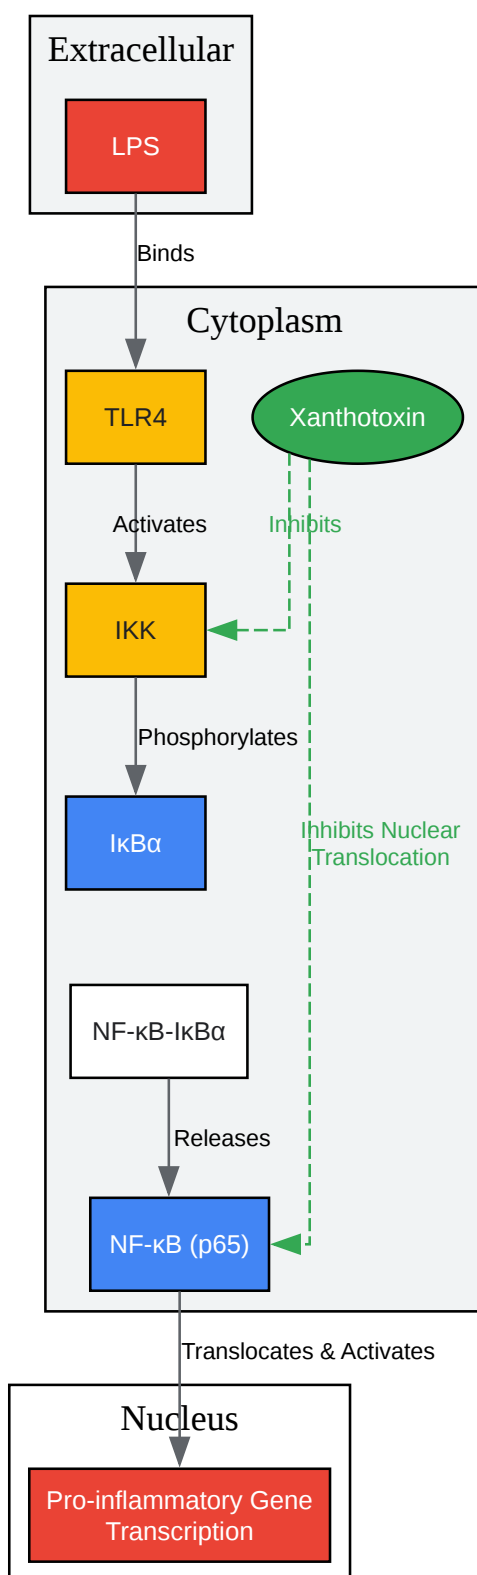 Extracellular
LPS
Binds
Cytoplasm
TLR4
Xanthotoxin
Activates
Inhibits
IKK
Phosphorylates
IκBα
Inhibits Nuclear
Translocation
NF-κB-IκBα
Releases
NF-κB (p65)
Translocates & Activates
Nucleus
Pro-inflammatory Gene
Transcription